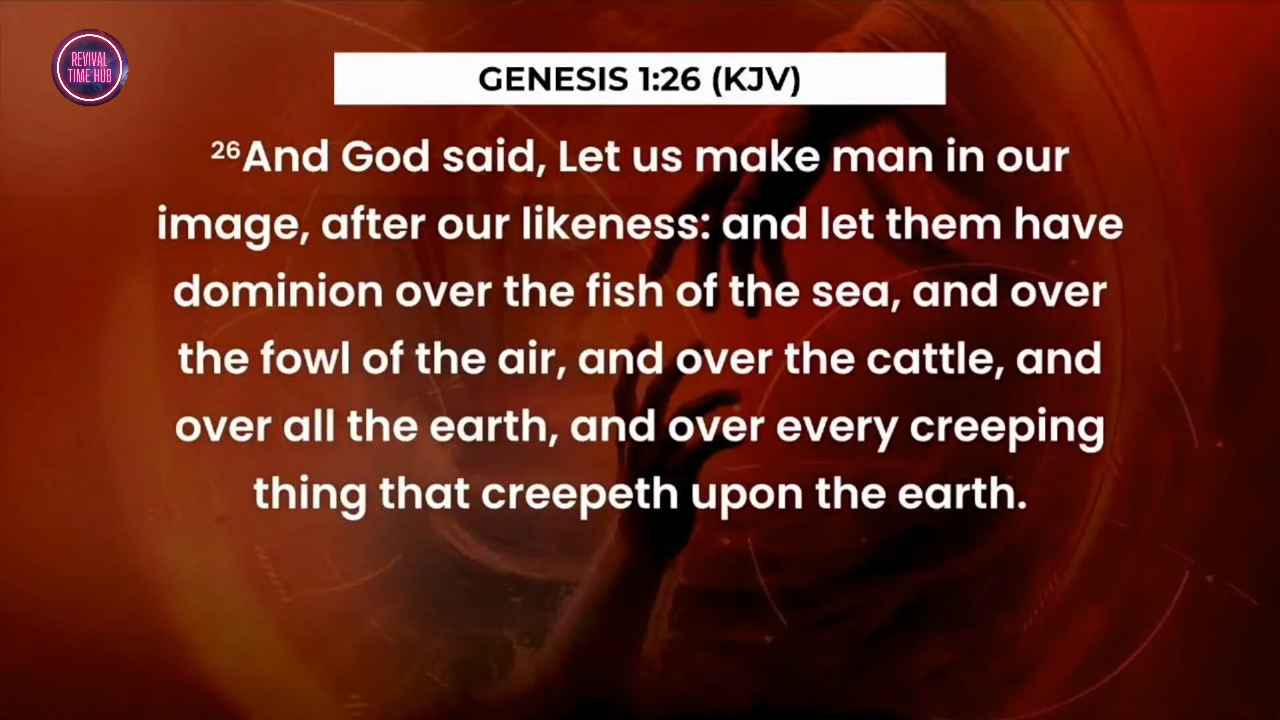 REVIVAL
TIME HUB
GENESIS 1:26 (KJV)
26And God said, Let us make man in our
image, after our likeness: and let them have
dominion over the fish of the sea, and over
the fowl of the air, and over the cattle, and
over all the earth, and over every creeping
thing that creepeth upon the earth.